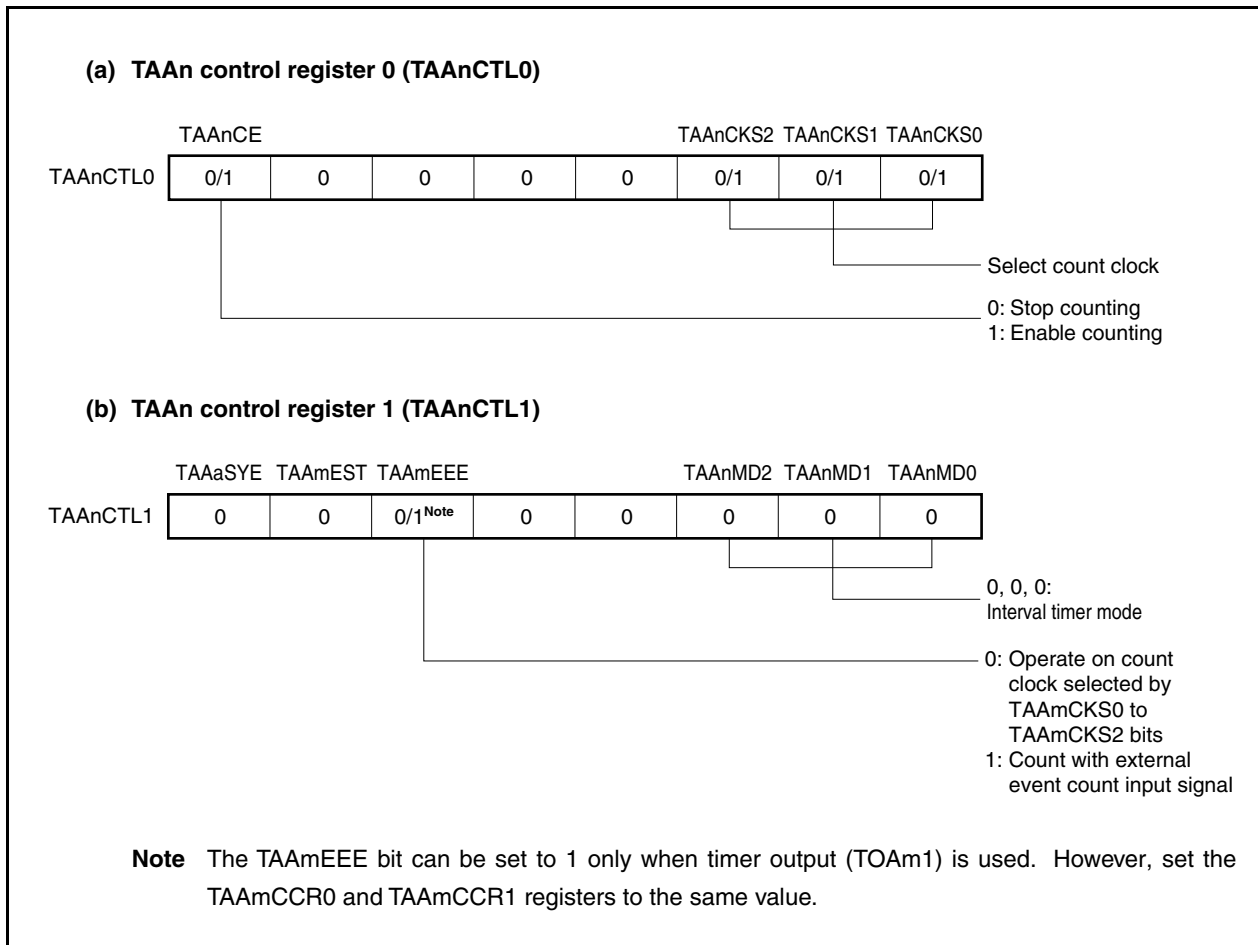 (a) TAAn control register 0 (TAAnCTL0)
TAAnCE TAAnCKS2 TAAnCKS1 TAAnCKS0
TAAnCTL0 0/1 0 0 0 0 0/1 0/1 0/1
Select count clock
0: Stop counting
1: Enable counting
(b) TAAn control register 1 (TAAnCTL1)
TAAaSYE TAAmEST TAAmEEE TAAnMD2 TAAnMD1 TAAnMD0
TAAnCTL1 0 0 0/1Note 0 0 0 0 0
0, 0, 0:
Interval timer mode
0: Operate on count
clock selected by
TAAmCKS0 to
TAAmCKS2 bits
1: Count with external
event count input signal
Note The TAAmEEE bit can be set to 1 only when timer output (TOAm1) is used. However, set the
TAAmCCR0 and TAAmCCR1 registers to the same value.